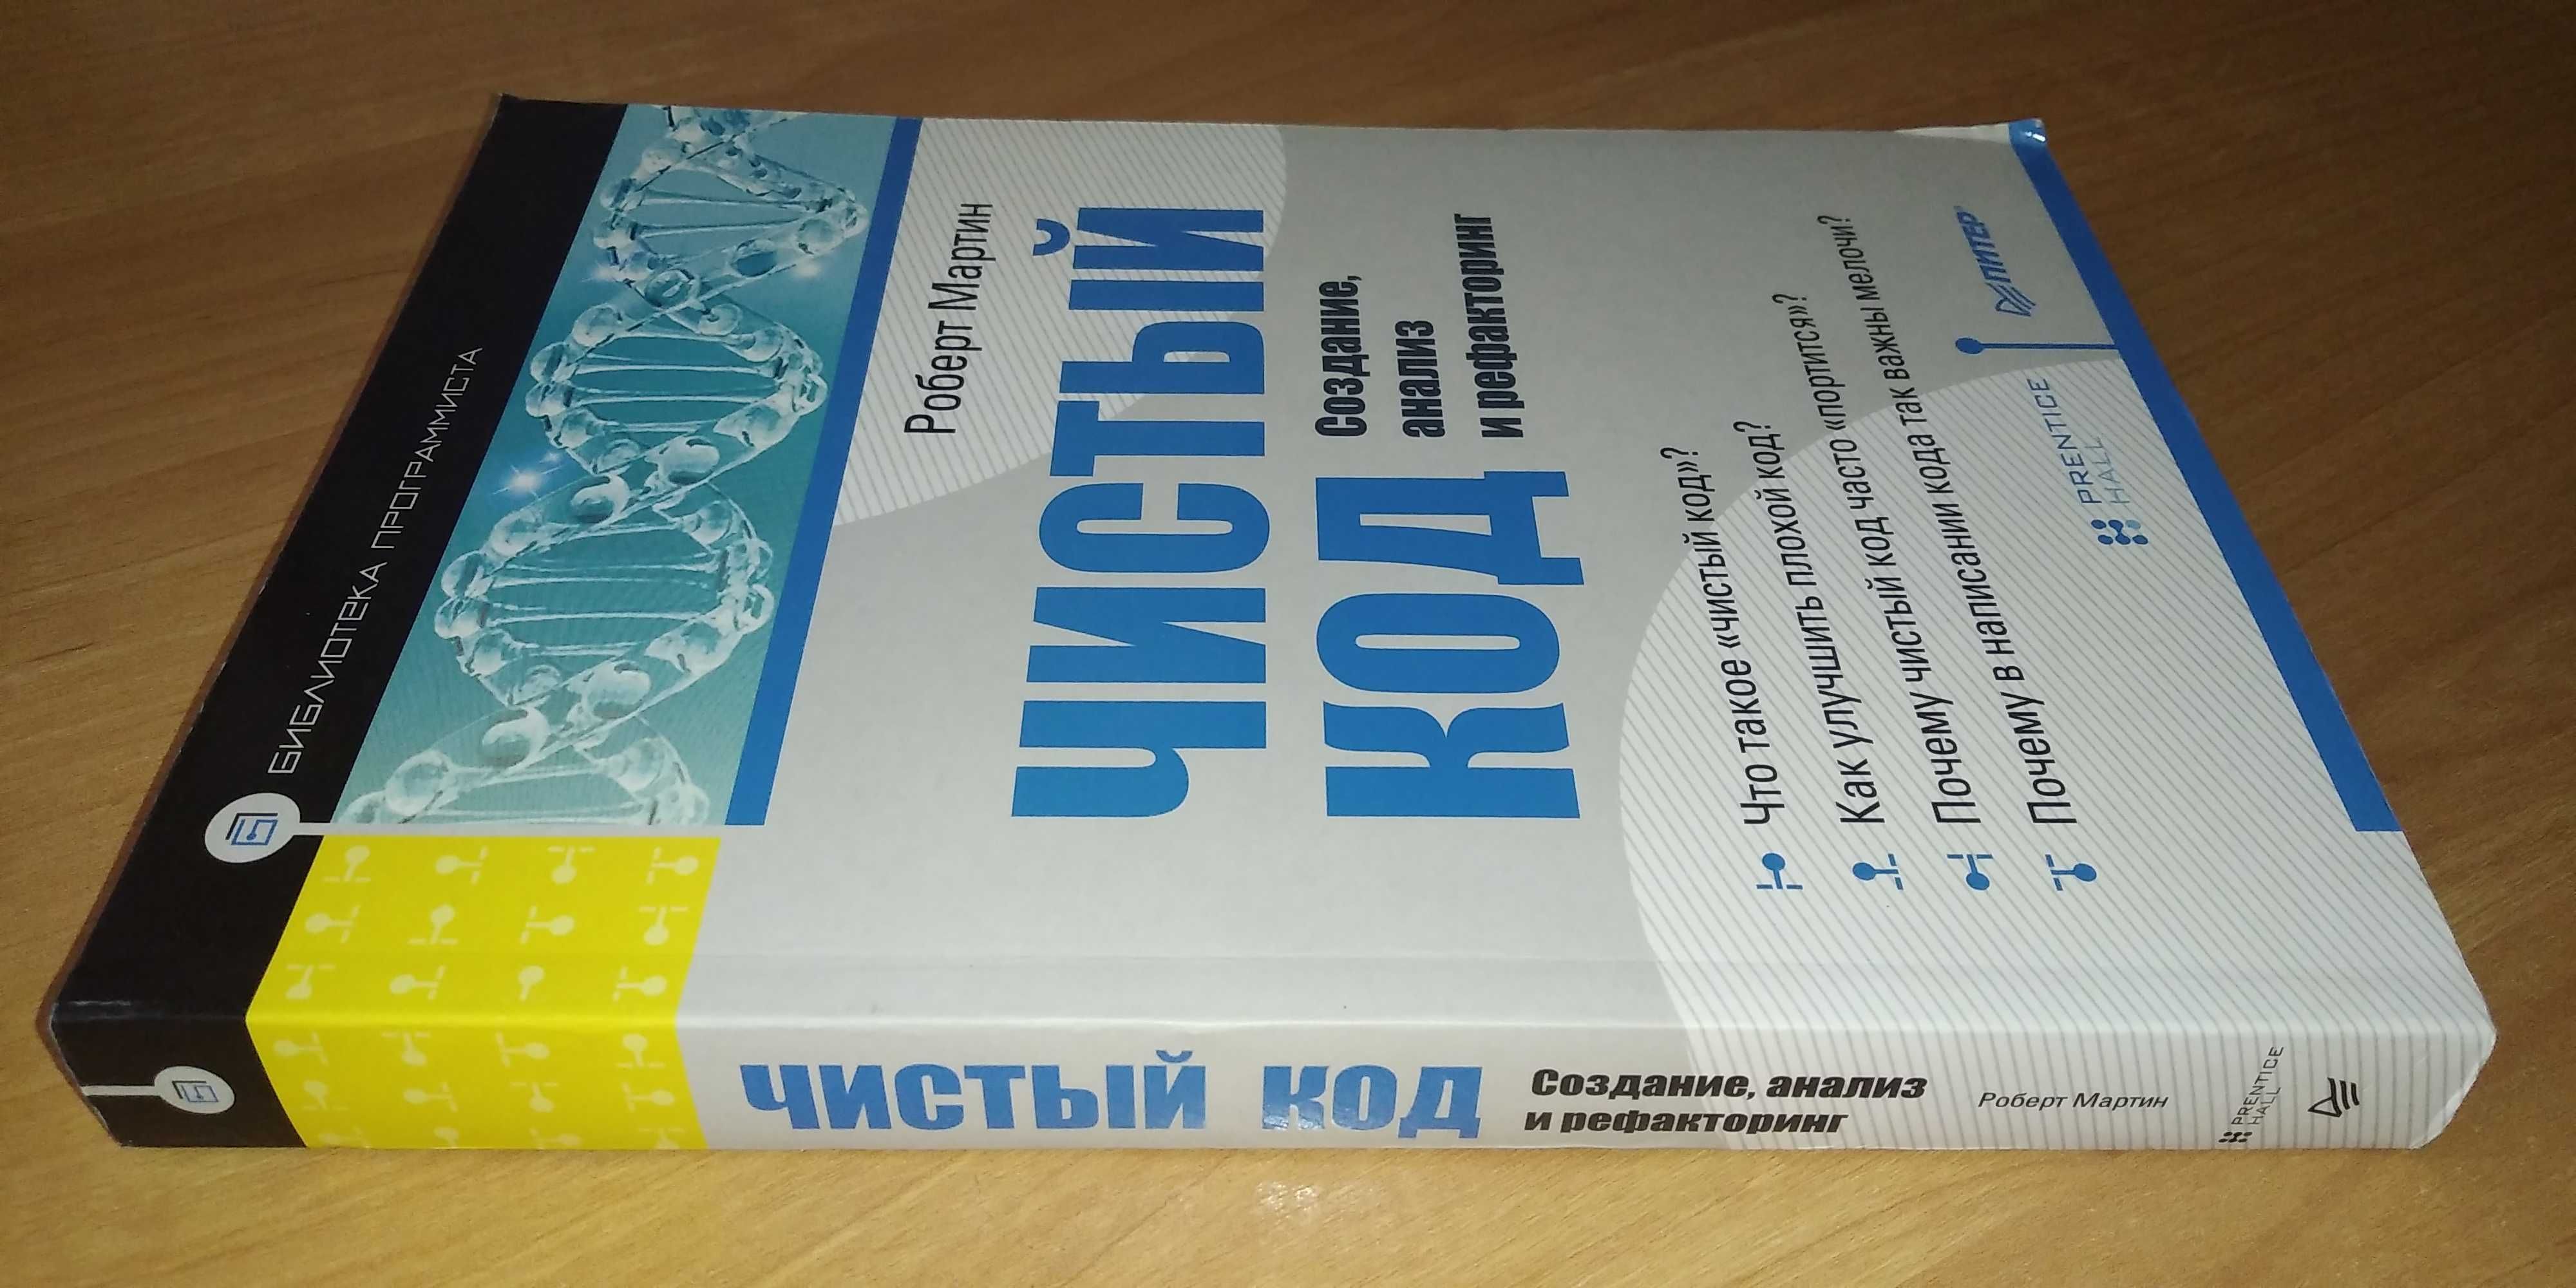 БИБЛИОТЕКА ПРОГРАММИСТА
Роберт Мартин
ЧИСТЫЙ
КОД
Создание,
анализ
и рефакторинг
Что такое «чистый код»?
Как улучшить плохой код?
Почему чистый код часто «портится»?
Почему в написании кода так важны мелочи?
PRENTICE
HALL
ПИТЕР®
ЧИСТЫЙ КОД
Создание, анализ
и рефакторинг
Роберт Мартин
PRENTICE
HALL